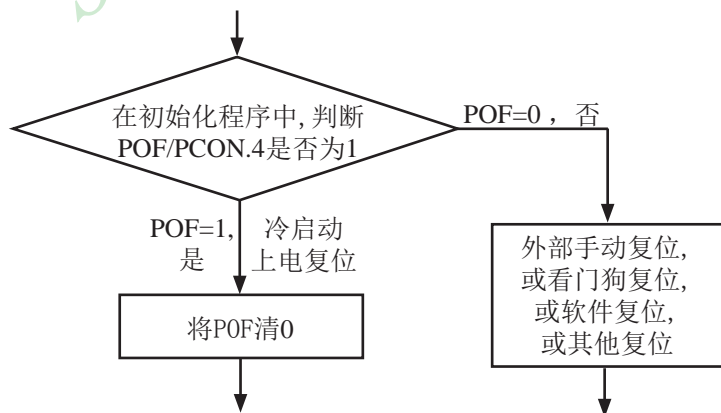 在初始化程序中,判断
POF/PCON.4是否为1
POF=0 ，否
POF=1,
是
冷启动
上电复位
外部手动复位,
或看门狗复位,
或软件复位,
或其他复位
将POF清0